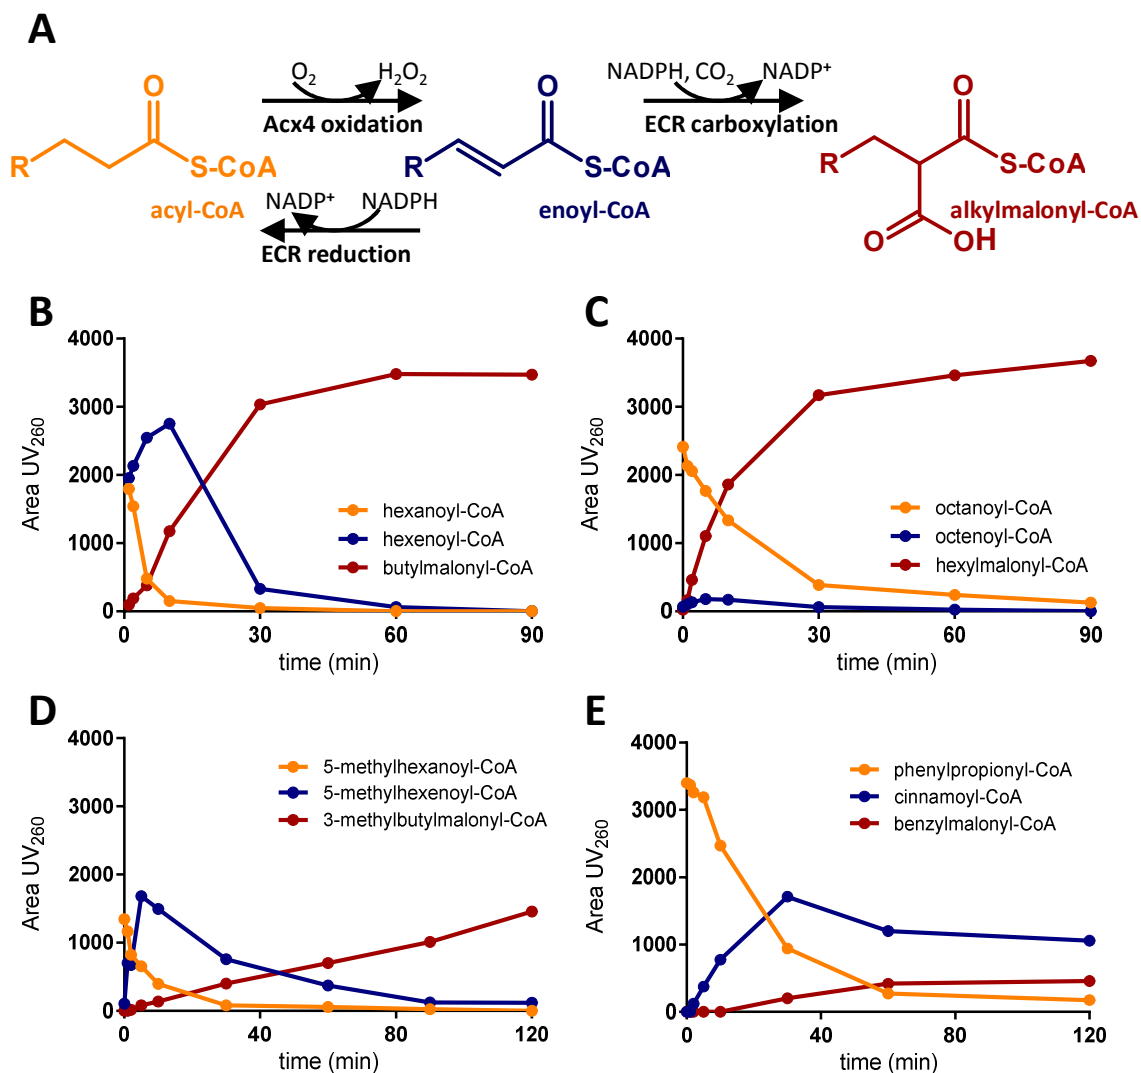 A
O₂ H₂O₂ NADPH, CO₂ NADP⁺
O O O
Acx4 oxidation ECR carboxylation
R S-CoA R S-CoA R S-CoA
NADP⁺ NADPH
acyl-CoA enoyl-CoA alkylmalonyl-CoA
O OH
ECR reduction
B
4000
3000
2000
1000
0
Area UV₂₆₀
hexanoyl-CoA
hexenoyl-CoA
butylmalonyl-CoA
0 30 60 90
time (min)
C
4000
3000
2000
1000
0
Area UV₂₆₀
octanoyl-CoA
octenoyl-CoA
hexylmalonyl-CoA
0 30 60 90
time (min)
D
4000
3000
2000
1000
0
Area UV₂₆₀
5-methylhexanoyl-CoA
5-methylhexenoyl-CoA
3-methylbutylmalonyl-CoA
0 40 80 120
time (min)
E
4000
3000
2000
1000
0
Area UV₂₆₀
phenylpropionyl-CoA
cinnamoyl-CoA
benzylmalonyl-CoA
0 40 80 120
time (min)